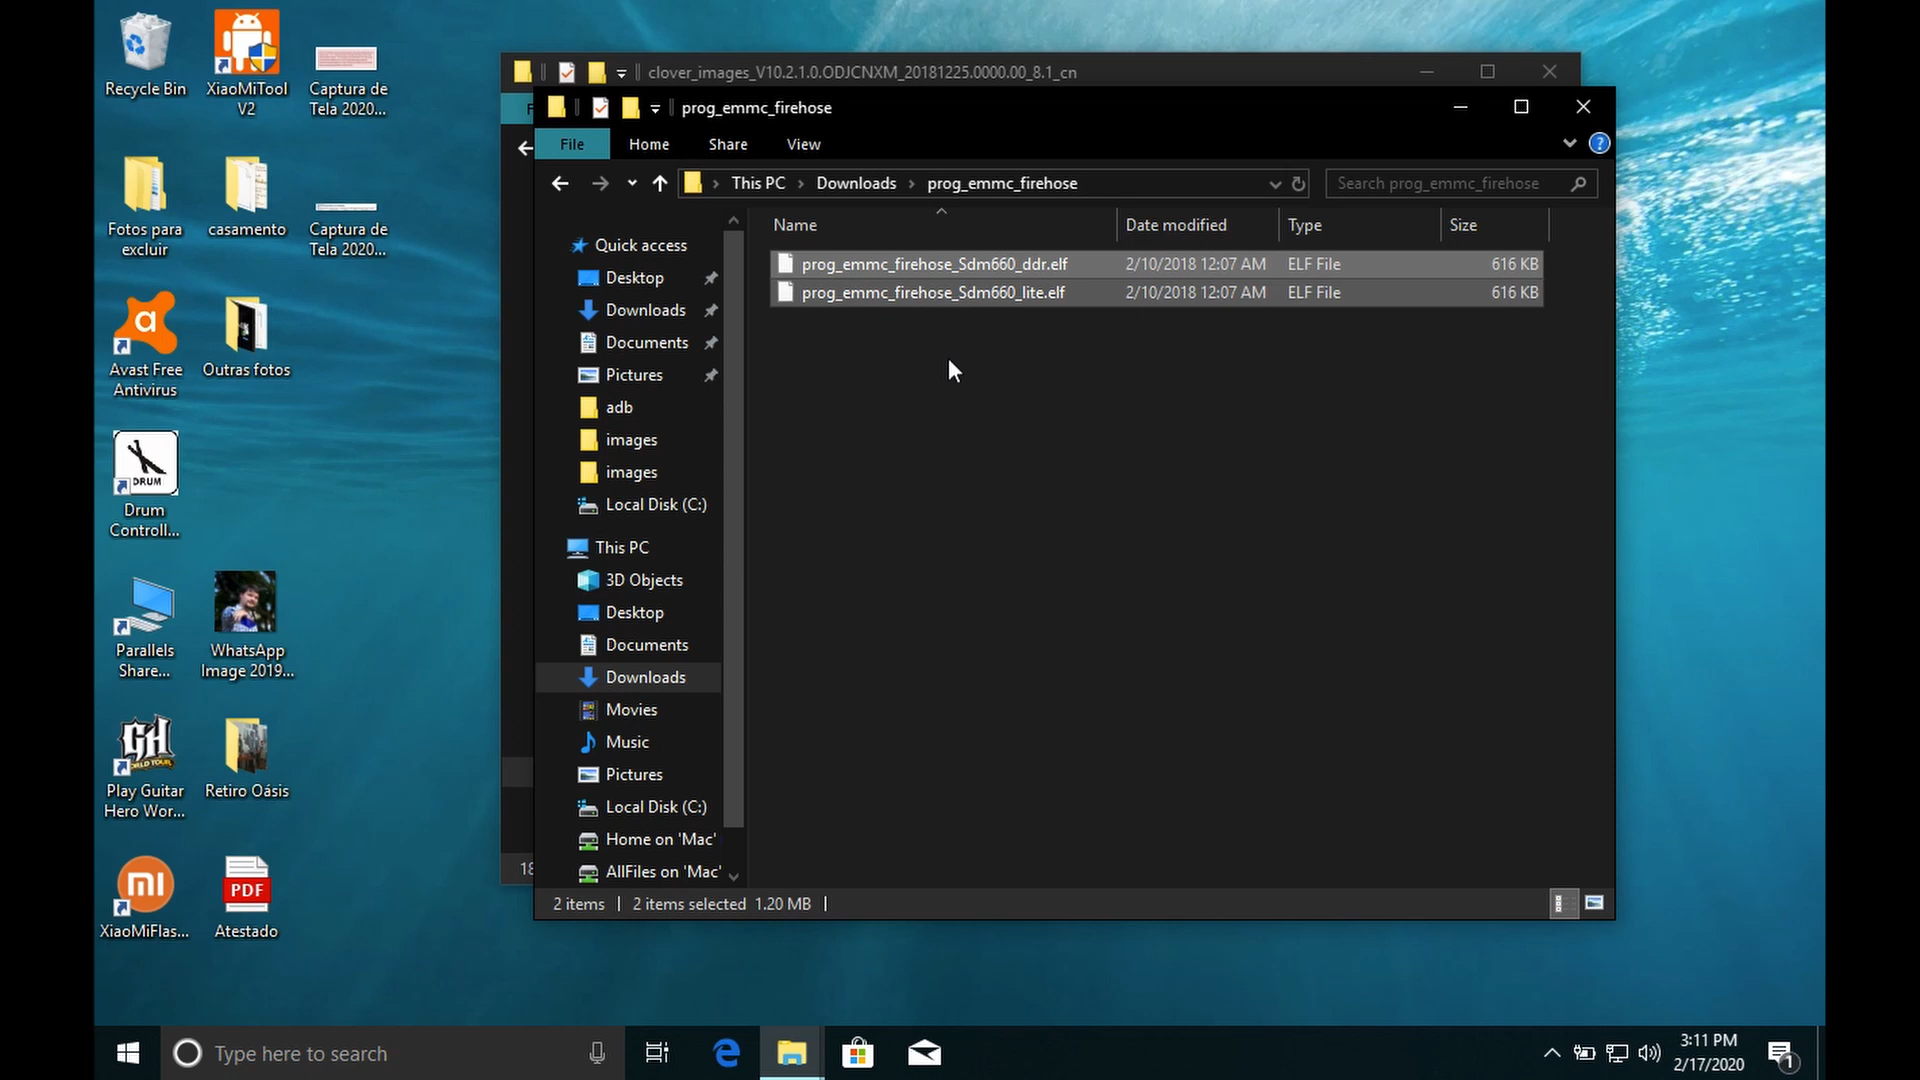 Recycle Bin
XiaoMiTool
V2
Captura de
Tela 2020...
Fotos para
excluir
casamento
Captura de
Tela 2020...
Avast Free
Antivirus
Outras fotos
DRUM
Drum
Controll...
Parallels
Share...
WhatsApp
Image 2019...
GH
WORLD TOUR
Play Guitar
Hero Wor...
Retiro Oásis
XiaoMiFlas...
PDF
Atestado
clover_images_V10.2.1.0.ODJCNXM_20181225.0000.00_8.1_cn
18
prog_emmc_firehose
File Home Share View
This PC > Downloads > prog_emmc_firehose
Search prog_emmc_firehose
Name Date modified Type Size
prog_emmc_firehose_Sdm660_ddr.elf 2/10/2018 12:07 AM ELF File 616 KB
prog_emmc_firehose_Sdm660_lite.elf 2/10/2018 12:07 AM ELF File 616 KB
Quick access
Desktop
Downloads
Documents
Pictures
adb
images
images
Local Disk (C:)
This PC
3D Objects
Desktop
Documents
Downloads
Movies
Music
Pictures
Local Disk (C:)
Home on 'Mac'
AllFiles on 'Mac'
2 items | 2 items selected 1.20 MB |
Type here to search
3:11 PM
2/17/2020
1